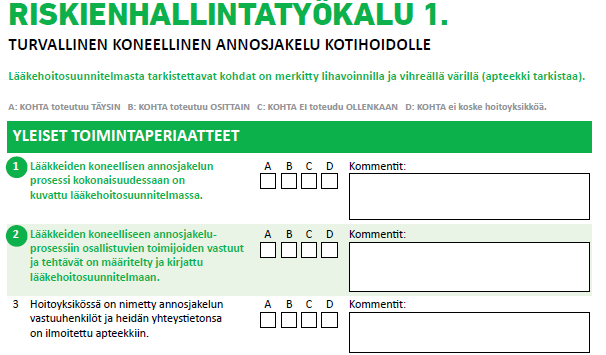 RISKIENHALLINTATYÖKALU 1.
TURVALLINEN KONEELLINEN ANNOSJAKELU KOTIHOIDOLLE
Lääkehoitosuunnitelmasta tarkistettavat kohdat on merkitty lihavoinnilla ja vihreällä värillä (apteekki tarkistaa).
A: KOHTA toteutuu TÄYSIN B: KOHTA toteutuu OSITTAIN C: KOHTA EI toteudu OLLENKAAN D: KOHTA ei koske hoitoyksikköä.
YLEISET TOIMINTAPERIAATTEET
1 Lääkkeiden koneellisen annosjakelun A B C D Kommentit:
prosessi kokonaisuudessaan on
kuvattu lääkehoitosuunnitelmassa.
2 Lääkkeiden koneelliseen annosjakelu- A B C D Kommentit:
prosessiin osallistuvien toimijoiden vastuut
ja tehtävät on määritelty ja kirjattu
lääkehoitosuunnitelmaan.
3 Hoitoyksikössä on nimetty annosjakelun A B C D Kommentit:
vastuuhenkilöt ja heidän yhteystietonsa
on ilmoitettu apteekkiin.